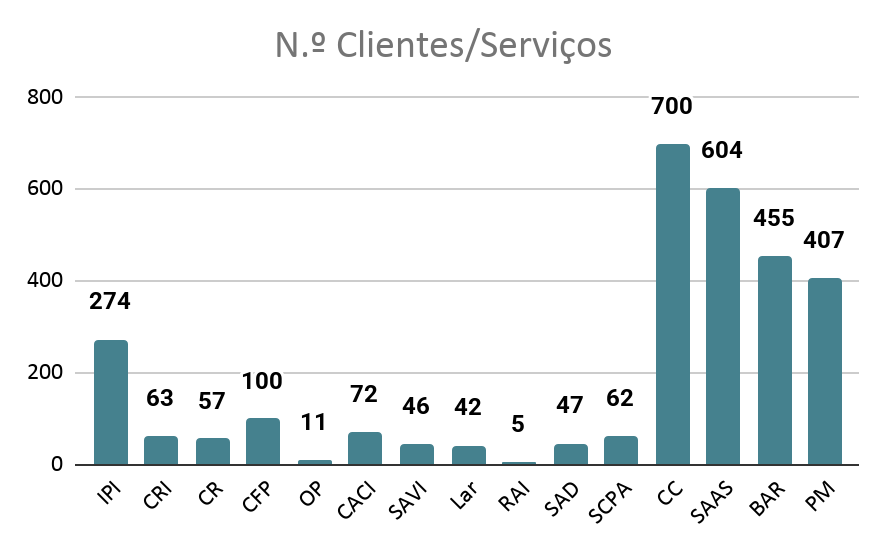 N.º Clientes/Serviços
800
600
400
200
0
274
63
57
100
11
72
46
42
5
47
62
700
604
455
407
IPI
CRI
CR
CFP
OP
CACI
SAVI
Lar
RAI
SAD
SCPA
CC
SAAS
BAR
PM